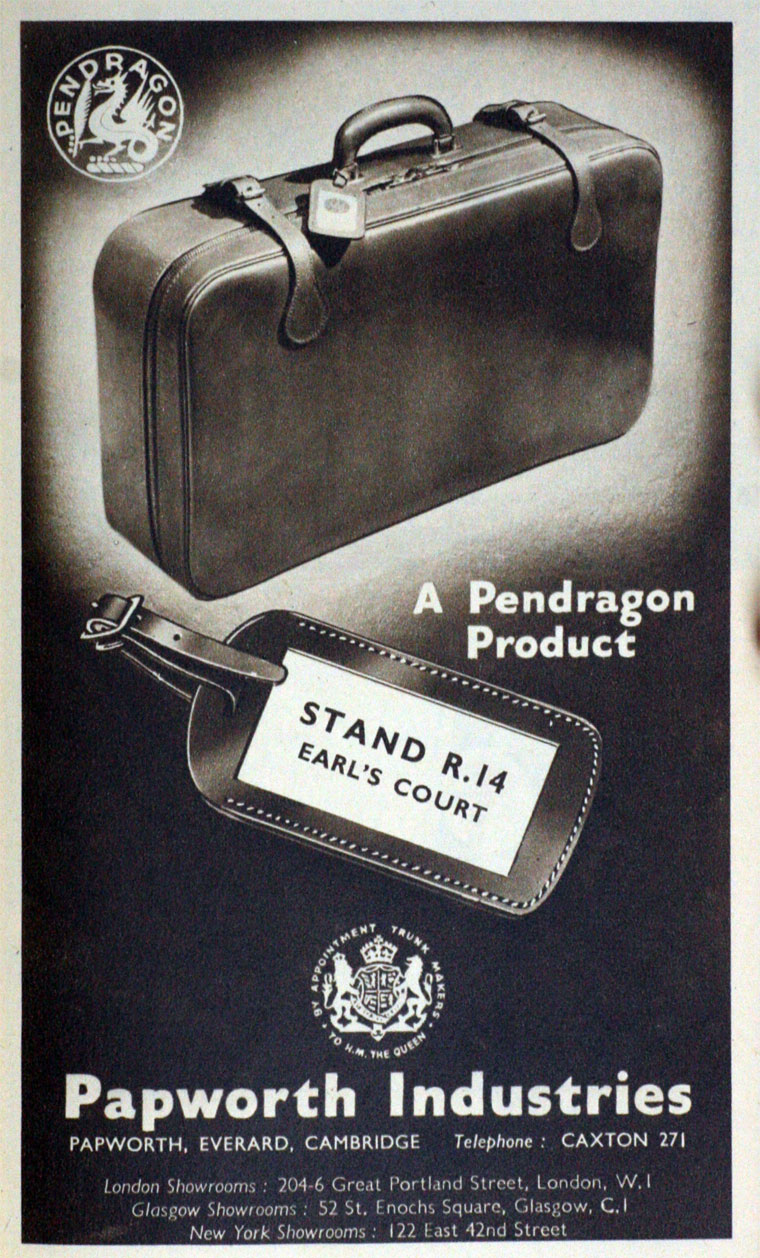 PENDRAGON
A Pendragon
Product
STAND R.14
EARL'S COURT
BY APPOINTMENT TRUNK MAKERS
TO H.M. THE QUEEN
Papworth Industries
PAPWORTH, EVERARD, CAMBRIDGE Telephone : CAXTON 271
London Showrooms : 204-6 Great Portland Street, London, W.1
Glasgow Showrooms : 52 St. Enochs Square, Glasgow, C.1
New York Showrooms : 122 East 42nd Street